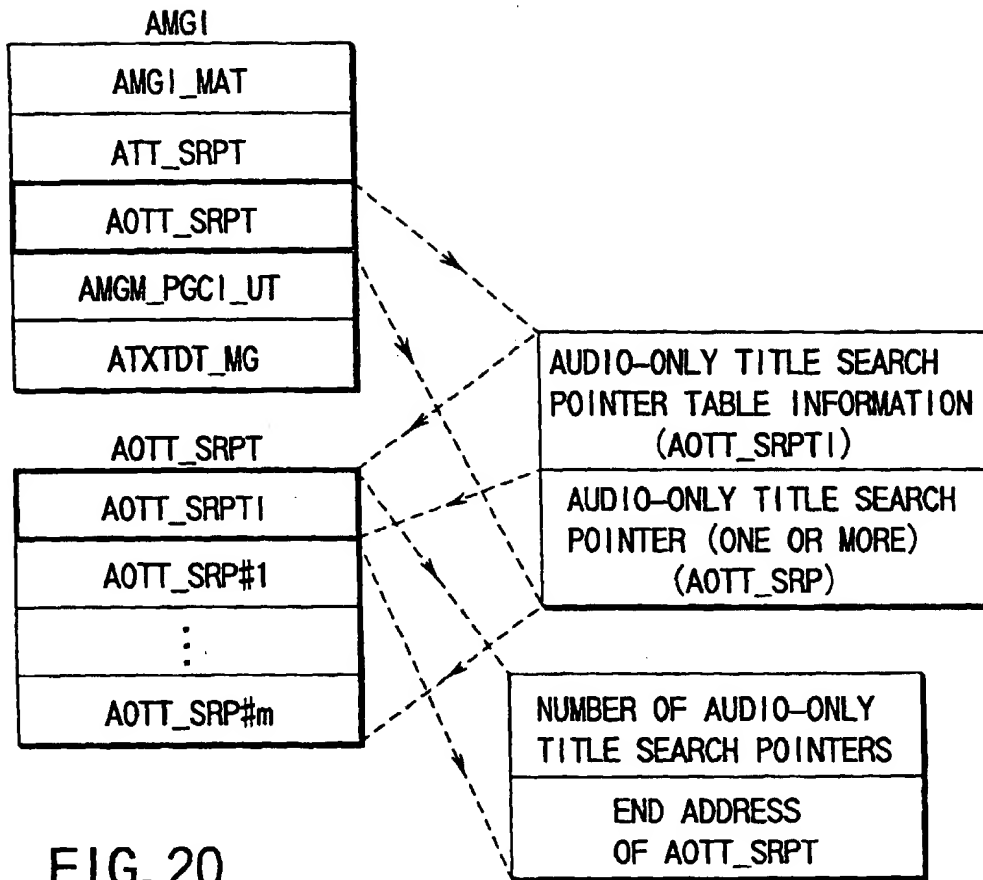 AMGI
AMGI_MAT
ATT_SRPT
AOTT_SRPT
AMGM_PGCI_UT
ATXTDT_MG
AUDIO-ONLY TITLE SEARCH
POINTER TABLE INFORMATION
(AOTT_SRPTI)
AUDIO-ONLY TITLE SEARCH
POINTER (ONE OR MORE)
(AOTT_SRP)
AOTT_SRPT
AOTT_SRPTI
AOTT_SRP#1
⋮
AOTT_SRP#m
NUMBER OF AUDIO-ONLY
TITLE SEARCH POINTERS
END ADDRESS
OF AOTT_SRPT
FIG. 20